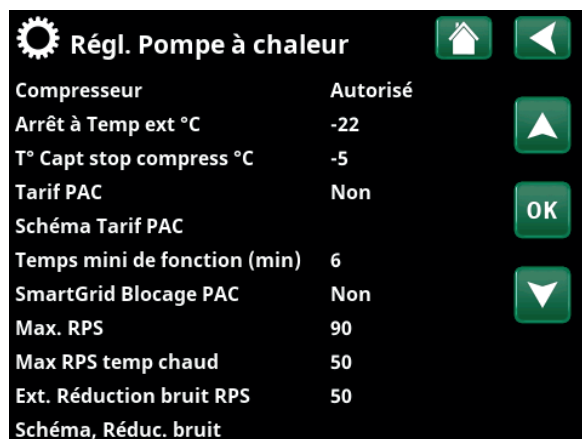 Régl. Pompe à chaleur
Compresseur Autorisé
Arrêt à Temp ext °C -22
T° Capt stop compress °C -5
Tarif PAC Non
Schéma Tarif PAC
OK
Temps mini de fonction (min) 6
SmartGrid Blocage PAC Non
Max. RPS 90
Max RPS temp chaud 50
Ext. Réduction bruit RPS 50
Schéma, Réduc. bruit